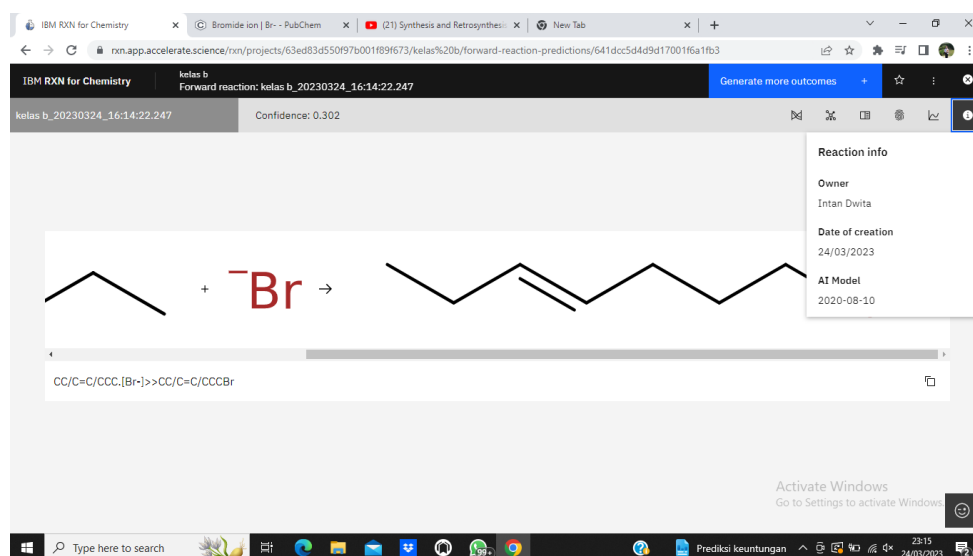 IBM RXN for Chemistry
Bromide ion | Br- - PubChem
(21) Synthesis and Retrosynthesis
New Tab
rxn.app.accelerate.science/rxn/projects/63ed83d550f97b001f89f673/kelas%20b/forward-reaction-predictions/641dcc5d4d9d17001f6a1fb3
IBM RXN for Chemistry
kelas b
Forward reaction: kelas b_20230324_16:14:22.247
Generate more outcomes +
kelas b_20230324_16:14:22.247
Confidence: 0.302
Reaction info
Owner
Intan Dwita
Date of creation
24/03/2023
AI Model
2020-08-10
+ ⁻Br →
CC/C=C/CCC.[Br-]>>CC/C=C/CCCBr
Activate Windows
Go to Settings to activate Windows.
Type here to search
99+
Prediksi keuntungan
23:15
24/03/2023